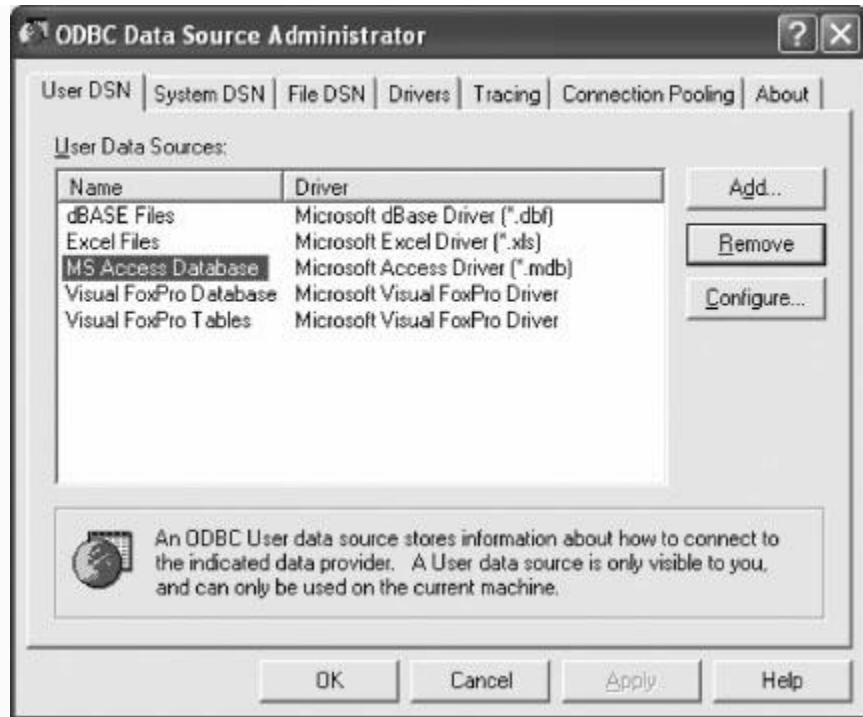 ODBC Data Source Administrator
User DSN System DSN File DSN Drivers Tracing Connection Pooling About
User Data Sources:
Name Driver
dBASE Files Microsoft dBase Driver (*.dbf)
Excel Files Microsoft Excel Driver (*.xls)
MS Access Database Microsoft Access Driver (*.mdb)
Visual FoxPro Database Microsoft Visual FoxPro Driver
Visual FoxPro Tables Microsoft Visual FoxPro Driver
Add...
Remove
Configure...
An ODBC User data source stores information about how to connect to
the indicated data provider. A User data source is only visible to you,
and can only be used on the current machine.
OK Cancel Apply Help